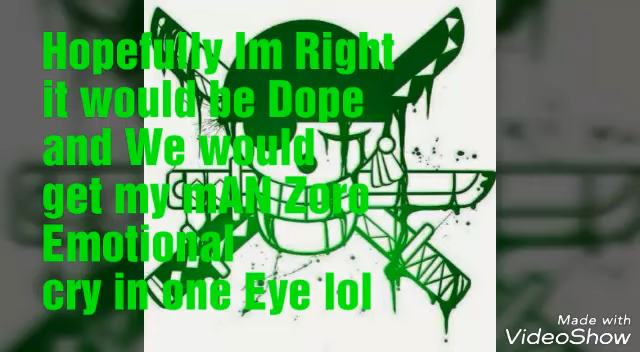 Hopefully Im Right
it would be Dope
and We would
get my mAN Zoro
Emotional
cry in one Eye lol
Made with
VideoShow